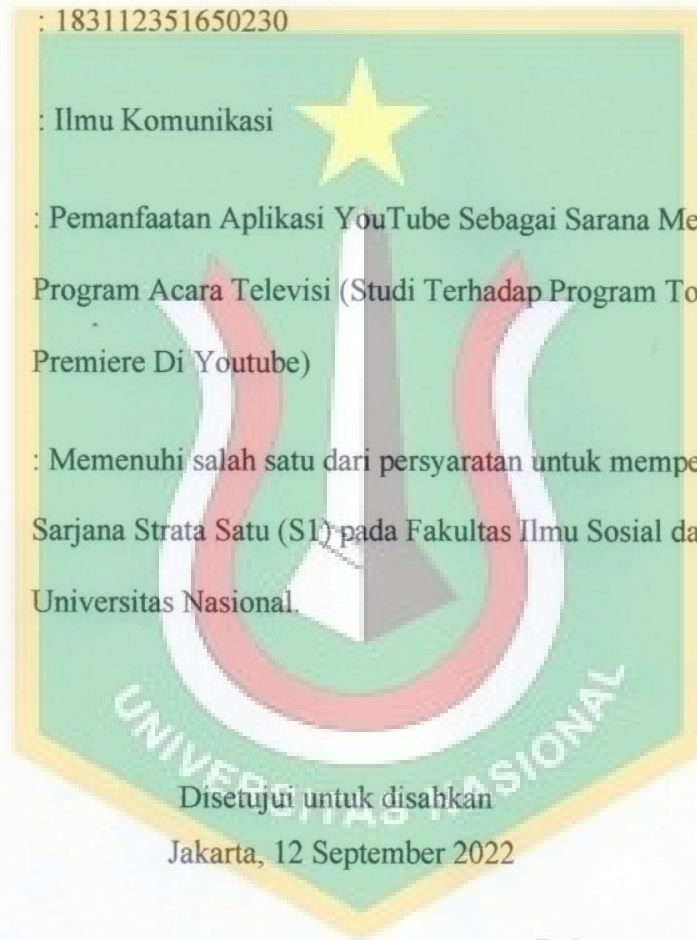 : 183112351650230
: Ilmu Komunikasi
: Pemanfaatan Aplikasi YouTube Sebagai Sarana Me
Program Acara Televisi (Studi Terhadap Program To
Premiere Di Youtube)
: Memenuhi salah satu dari persyaratan untuk mempe
Sarjana Strata Satu (S1) pada Fakultas Ilmu Sosial da
Universitas Nasional.
UNIVERSITAS NASIONAL
Disetujui untuk disahkan
Jakarta, 12 September 2022